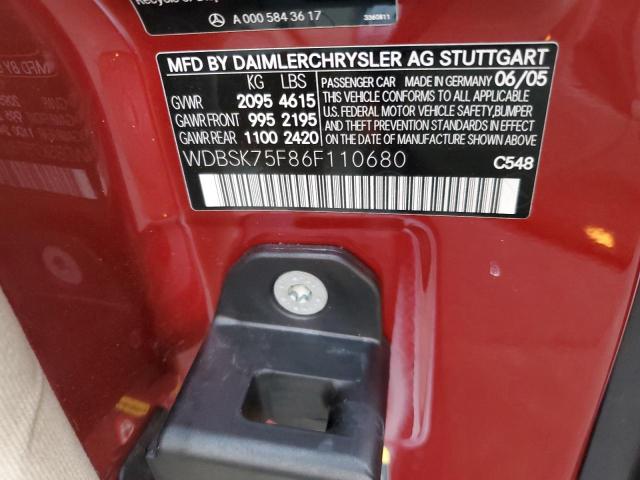 A 000 584 36 17
3360811
MFD BY DAIMLERCHRYSLER AG STUTTGART
KG LBS
GVWR 2095 4615
GAWR FRONT 995 2195
GAWR REAR 1100 2420
PASSENGER CAR MADE IN GERMANY 06/05
THIS VEHICLE CONFORMS TO ALL APPLICABLE
U.S. FEDERAL MOTOR VEHICLE SAFETY,BUMPER
AND THEFT PREVENTION STANDARDS IN EFFECT
ON THE DATE OF MANUFACTURE SHOWN ABOVE
WDBSK75F86F110680
C548